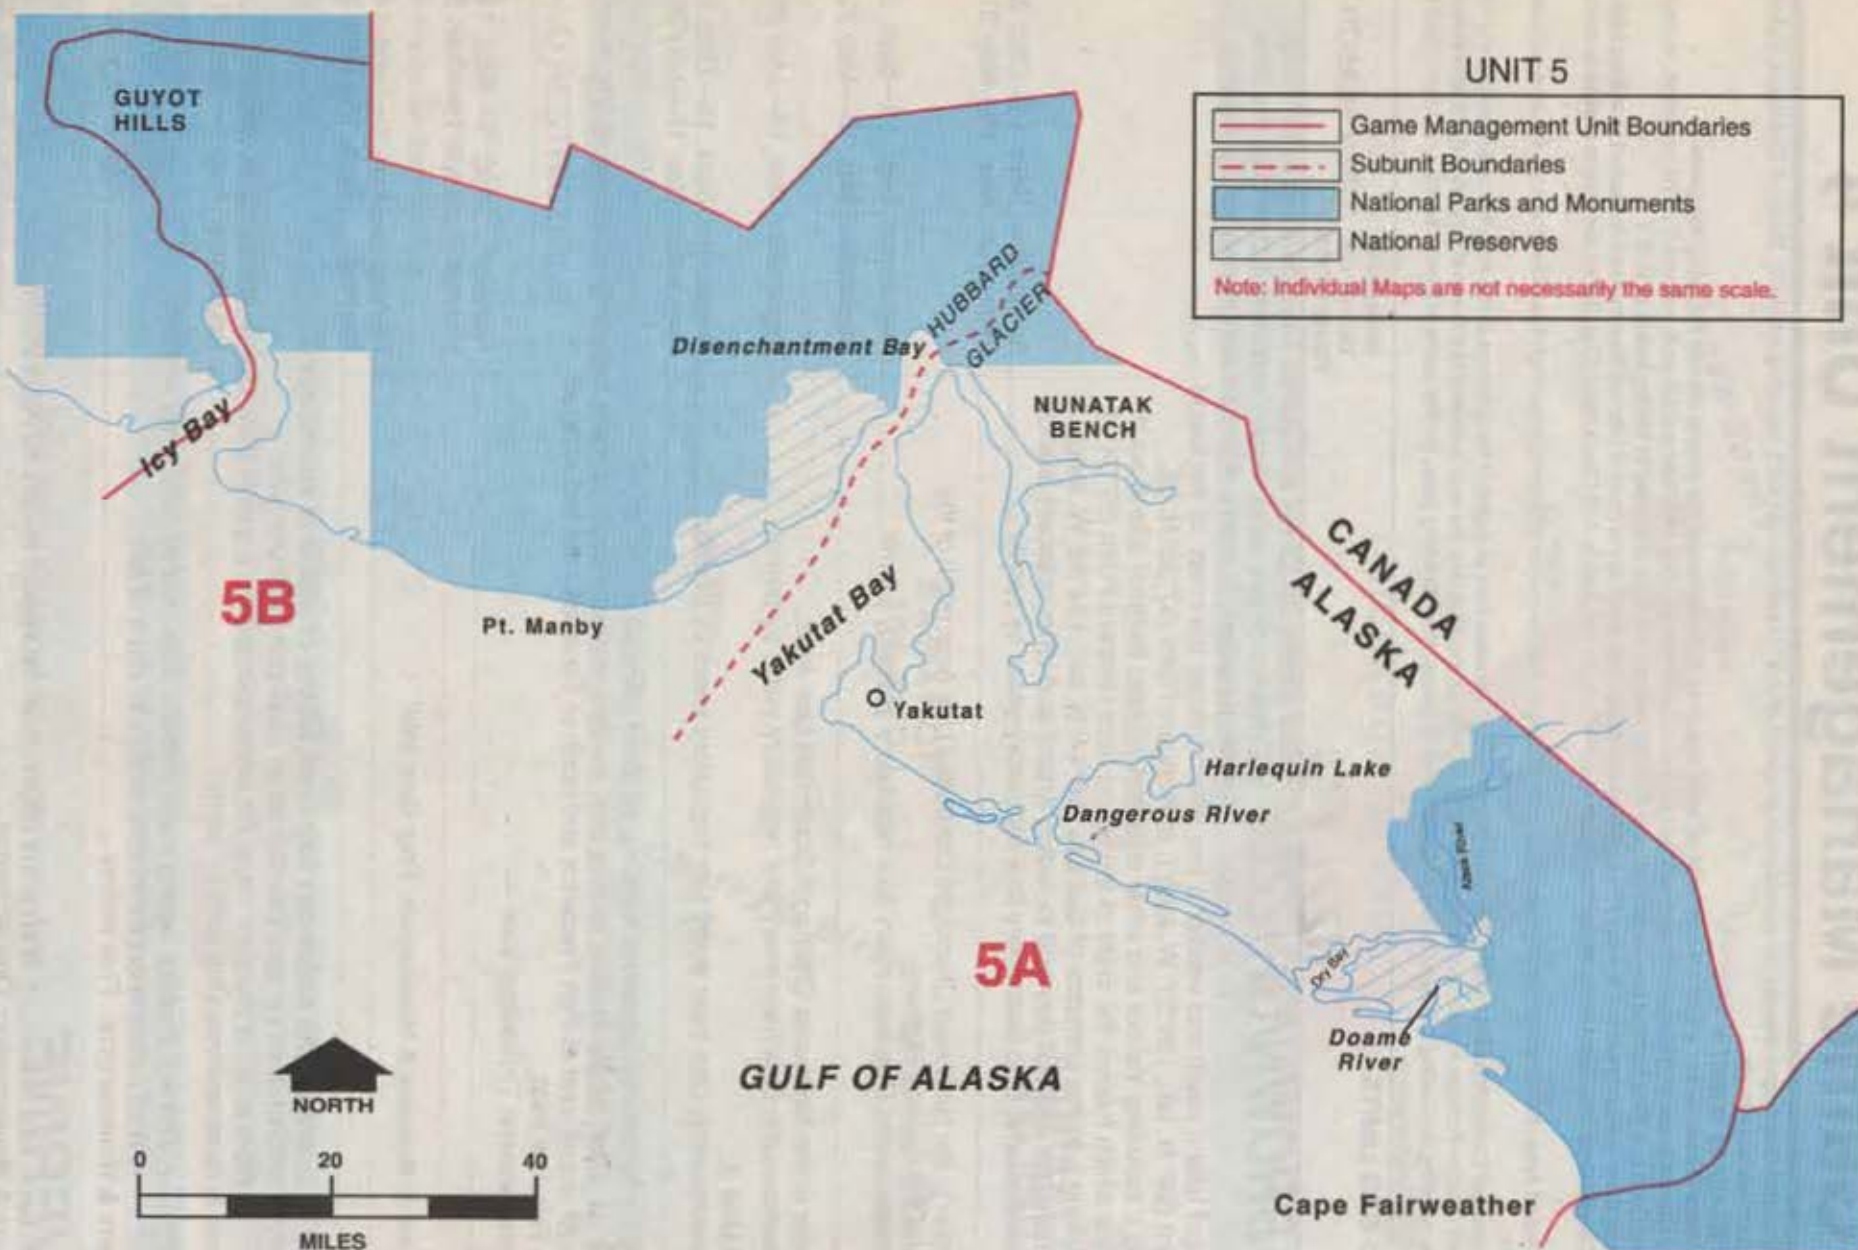 UNIT 5
Game Management Unit Boundaries
Subunit Boundaries
National Parks and Monuments
National Preserves
Note: Individual Maps are not necessarily the same scale.
GUYOT
HILLS
HUBBARD
GLACIER
Disenchantment Bay
NUNATAK
BENCH
Icy Bay
CANADA
ALASKA
5B
Pt. Manby
Yakutat Bay
Yakutat
Harlequin Lake
Dangerous River
Alsek River
5A
Dry Bay
Doame
River
GULF OF ALASKA
NORTH
0 20 40
MILES
Cape Fairweather